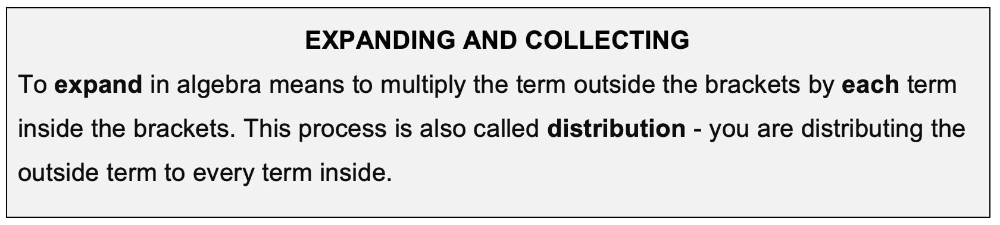 EXPANDING AND COLLECTING
To expand in algebra means to multiply the term outside the brackets by each term
inside the brackets. This process is also called distribution - you are distributing the
outside term to every term inside.